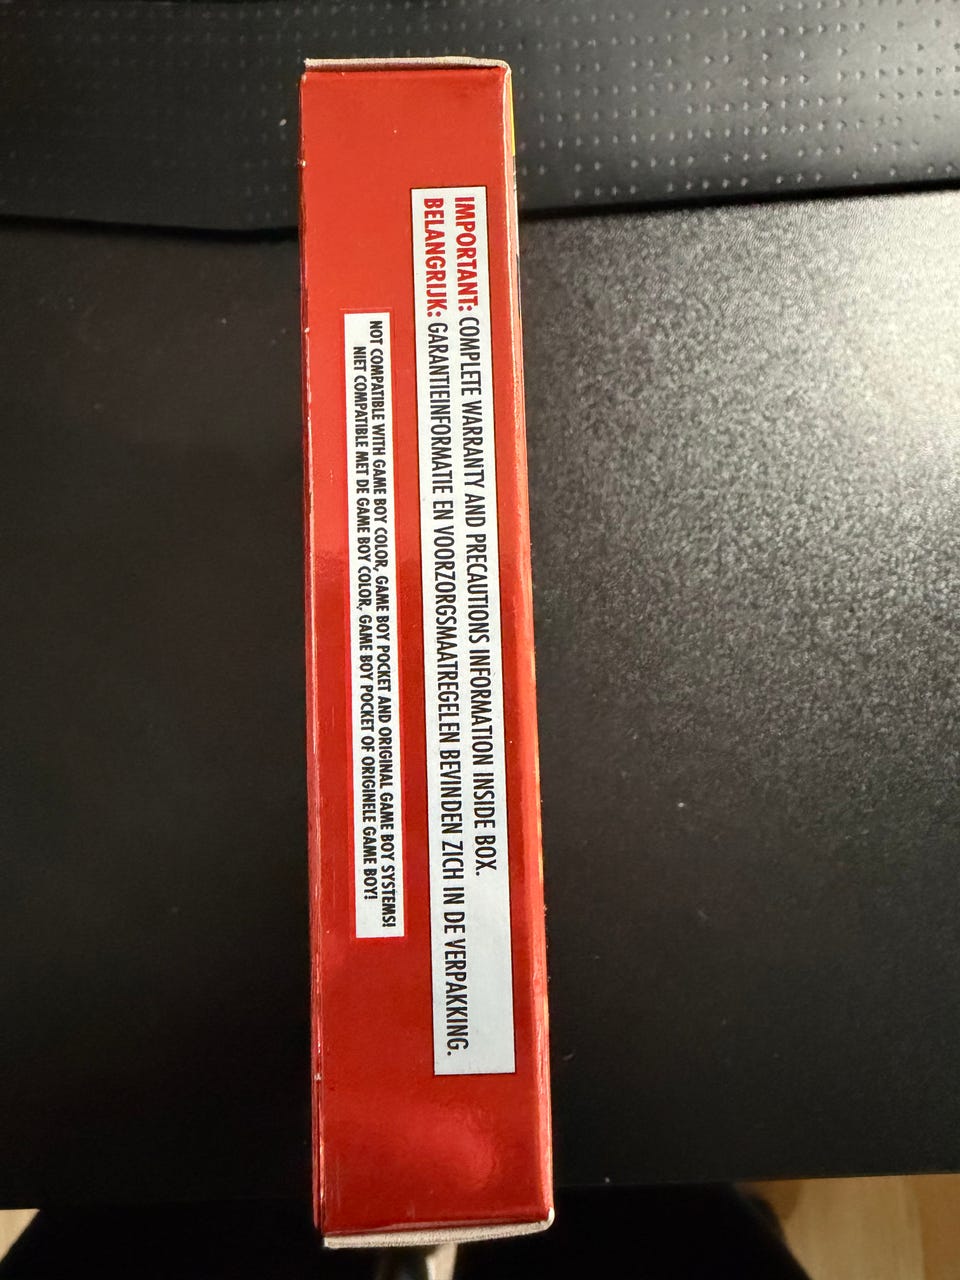 IMPORTANT: COMPLETE WARRANTY AND PRECAUTIONS INFORMATION INSIDE BOX.
BELANGRIJK: GARANTIEINFORMATIE EN VOORZORGSMAATREGELEN BEVINDEN ZICH IN DE VERPAKKING.
NOT COMPATIBLE WITH GAME BOY COLOR, GAME BOY POCKET AND ORIGINAL GAME BOY SYSTEMS!
NIET COMPATIBLE MET DE GAME BOY COLOR, GAME BOY POCKET OF ORIGINELE GAME BOY!